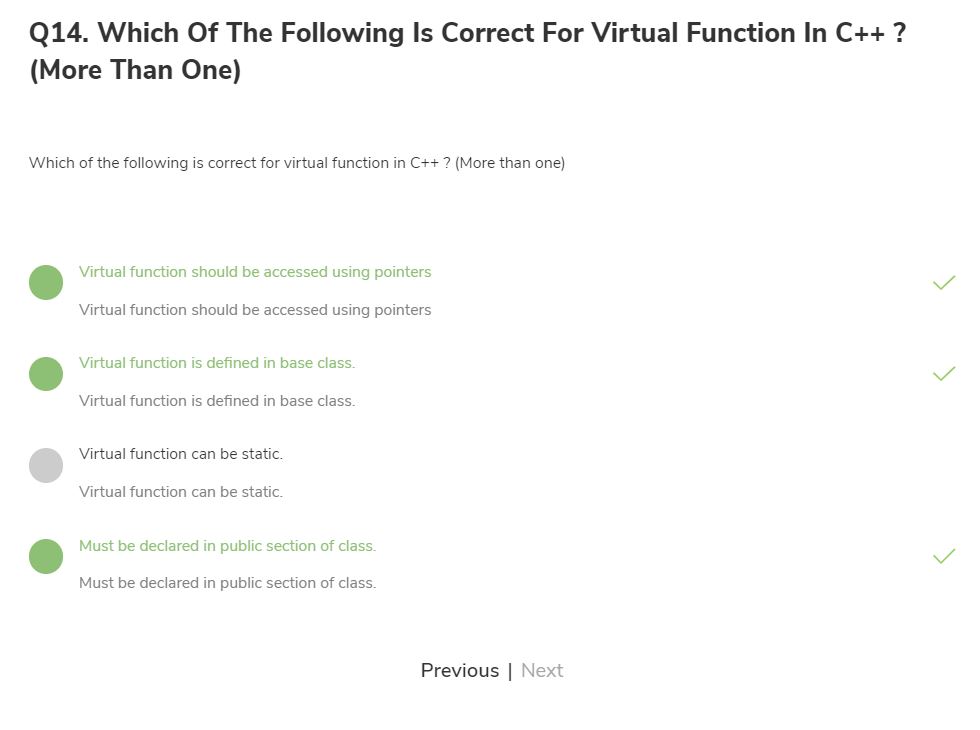 Q14. Which Of The Following Is Correct For Virtual Function In C++ ?
(More Than One)
Which of the following is correct for virtual function in C++ ? (More than one)
Virtual function should be accessed using pointers
Virtual function should be accessed using pointers
Virtual function is defined in base class.
Virtual function is defined in base class.
Virtual function can be static.
Virtual function can be static.
Must be declared in public section of class.
Must be declared in public section of class.
Previous | Next